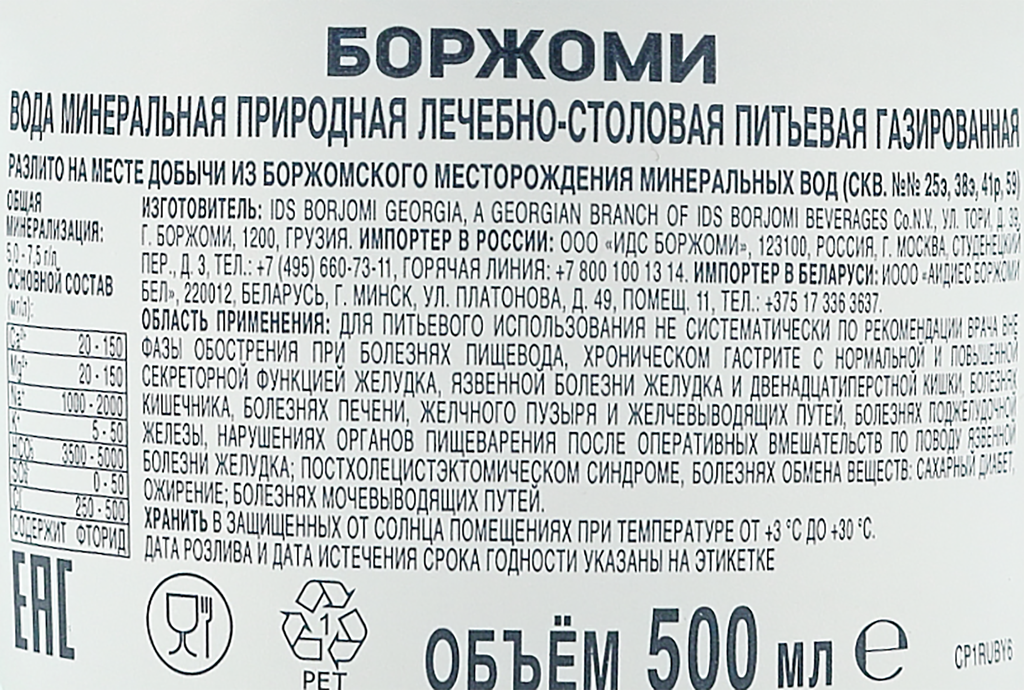 БОРЖОМИ
ВОДА МИНЕРАЛЬНАЯ ПРИРОДНАЯ ЛЕЧЕБНО-СТОЛОВАЯ ПИТЬЕВАЯ ГАЗИРОВАННАЯ
РАЗЛИТО НА МЕСТЕ ДОБЫЧИ ИЗ БОРЖОМСКОГО МЕСТОРОЖДЕНИЯ МИНЕРАЛЬНЫХ ВОД (СКВ. №№ 25э, 38э, 41р, 59)
ОБЩАЯ
МИНЕРАЛИЗАЦИЯ:
5,0 - 7,5 г/л
ОСНОВНОЙ СОСТАВ
(мг/л):
Ca²⁺ 20 - 150
Mg²⁺ 20 - 150
Na⁺ 1000 - 2000
K⁺ 5 - 50
HCO₃⁻ 3500 - 5000
SO₄²⁻ 0 - 50
Cl⁻ 250 - 500
СОДЕРЖИТ ФТОРИД
ИЗГОТОВИТЕЛЬ: IDS BORJOMI GEORGIA, A GEORGIAN BRANCH OF IDS BORJOMI BEVERAGES Co.N.V., УЛ. ТОРИ, Д. 39,
Г. БОРЖОМИ, 1200, ГРУЗИЯ. ИМПОРТЕР В РОССИИ: ООО «ИДС БОРЖОМИ», 123100, РОССИЯ, Г. МОСКВА, СТУДЕНЕЦКИЙ
ПЕР., Д. 3, ТЕЛ.: +7 (495) 660-73-11, ГОРЯЧАЯ ЛИНИЯ: +7 800 100 13 14. ИМПОРТЕР В БЕЛАРУСИ: ИООО «АЙДИЕС БОРЖОМИ
БЕЛ», 220012, БЕЛАРУСЬ, Г. МИНСК, УЛ. ПЛАТОНОВА, Д. 49, ПОМЕЩ. 11, ТЕЛ.: +375 17 336 3637.
ОБЛАСТЬ ПРИМЕНЕНИЯ: ДЛЯ ПИТЬЕВОГО ИСПОЛЬЗОВАНИЯ НЕ СИСТЕМАТИЧЕСКИ ПО РЕКОМЕНДАЦИИ ВРАЧА ВНЕ
ФАЗЫ ОБОСТРЕНИЯ ПРИ БОЛЕЗНЯХ ПИЩЕВОДА, ХРОНИЧЕСКОМ ГАСТРИТЕ С НОРМАЛЬНОЙ И ПОВЫШЕННОЙ
СЕКРЕТОРНОЙ ФУНКЦИЕЙ ЖЕЛУДКА, ЯЗВЕННОЙ БОЛЕЗНИ ЖЕЛУДКА И ДВЕНАДЦАТИПЕРСТНОЙ КИШКИ, БОЛЕЗНЯХ
КИШЕЧНИКА, БОЛЕЗНЯХ ПЕЧЕНИ, ЖЕЛЧНОГО ПУЗЫРЯ И ЖЕЛЧЕВЫВОДЯЩИХ ПУТЕЙ, БОЛЕЗНЯХ ПОДЖЕЛУДОЧНОЙ
ЖЕЛЕЗЫ, НАРУШЕНИЯХ ОРГАНОВ ПИЩЕВАРЕНИЯ ПОСЛЕ ОПЕРАТИВНЫХ ВМЕШАТЕЛЬСТВ ПО ПОВОДУ ЯЗВЕННОЙ
БОЛЕЗНИ ЖЕЛУДКА; ПОСТХОЛЕЦИСТЭКТОМИЧЕСКОМ СИНДРОМЕ, БОЛЕЗНЯХ ОБМЕНА ВЕЩЕСТВ: САХАРНЫЙ ДИАБЕТ,
ОЖИРЕНИЕ; БОЛЕЗНЯХ МОЧЕВЫВОДЯЩИХ ПУТЕЙ.
ХРАНИТЬ В ЗАЩИЩЕННЫХ ОТ СОЛНЦА ПОМЕЩЕНИЯХ ПРИ ТЕМПЕРАТУРЕ ОТ +3 °С ДО +30 °С.
ДАТА РОЗЛИВА И ДАТА ИСТЕЧЕНИЯ СРОКА ГОДНОСТИ УКАЗАНЫ НА ЭТИКЕТКЕ
ЕАС
1
PET
ОБЪЁМ 500 мл ℮
CP1RUBY6